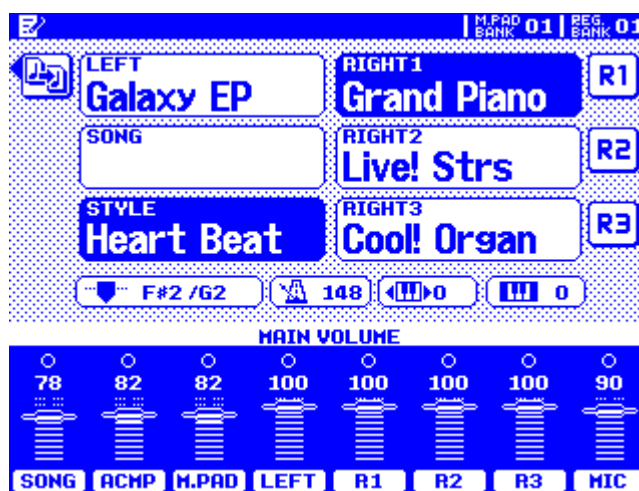 M.PAD BANK 01 REG. BANK 01
LEFT
Galaxy EP
RIGHT1
Grand Piano
R1
SONG
RIGHT2
Live! Strs
R2
STYLE
Heart Beat
RIGHT3
Cool! Organ
R3
F#2 /G2 148 0 0
MAIN VOLUME
78 82 82 100 100 100 100 90
SONG ACMP M.PAD LEFT R1 R2 R3 MIC